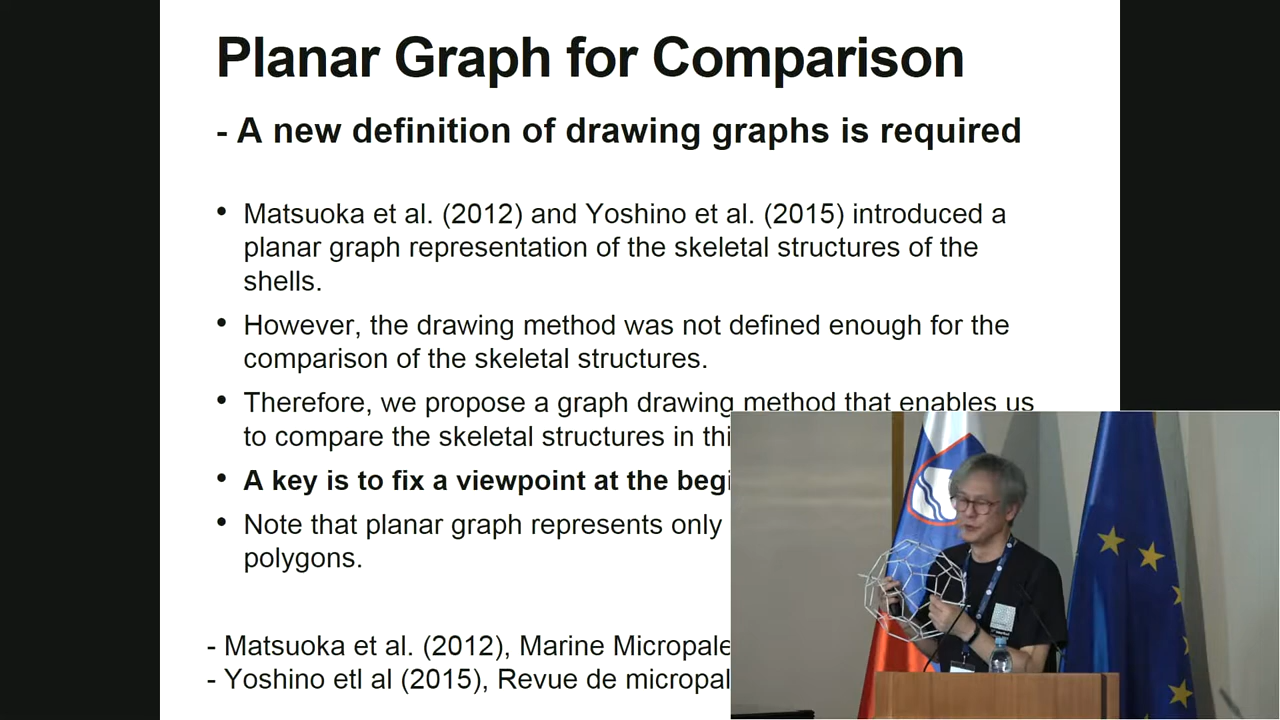 Planar Graph for Comparison
- A new definition of drawing graphs is required
• Matsuoka et al. (2012) and Yoshino et al. (2015) introduced a
planar graph representation of the skeletal structures of the
shells.
• However, the drawing method was not defined enough for the
comparison of the skeletal structures.
• Therefore, we propose a graph drawing method that enables us
to compare the skeletal structures in
• A key is to fix a viewpoint at the
• Note that planar graph represents only
polygons.
- Matsuoka et al. (2012), Marine
- Yoshino etl al (2015), Revue de